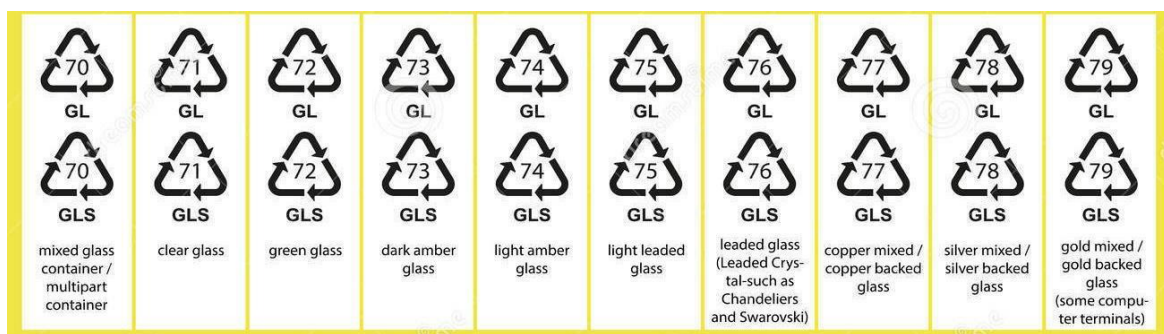 70
GL
70
GLS
mixed glass
container /
multipart
container
71
GL
71
GLS
clear glass
72
GL
72
GLS
green glass
73
GL
73
GLS
dark amber
glass
74
GL
74
GLS
light amber
glass
75
GL
75
GLS
light leaded
glass
76
GL
76
GLS
leaded glass
(Leaded Crys-
tal-such as
Chandeliers
and Swarovski)
77
GL
77
GLS
copper mixed /
copper backed
glass
78
GL
78
GLS
silver mixed /
silver backed
glass
79
GL
79
GLS
gold mixed /
gold backed
glass
(some compu-
ter terminals)